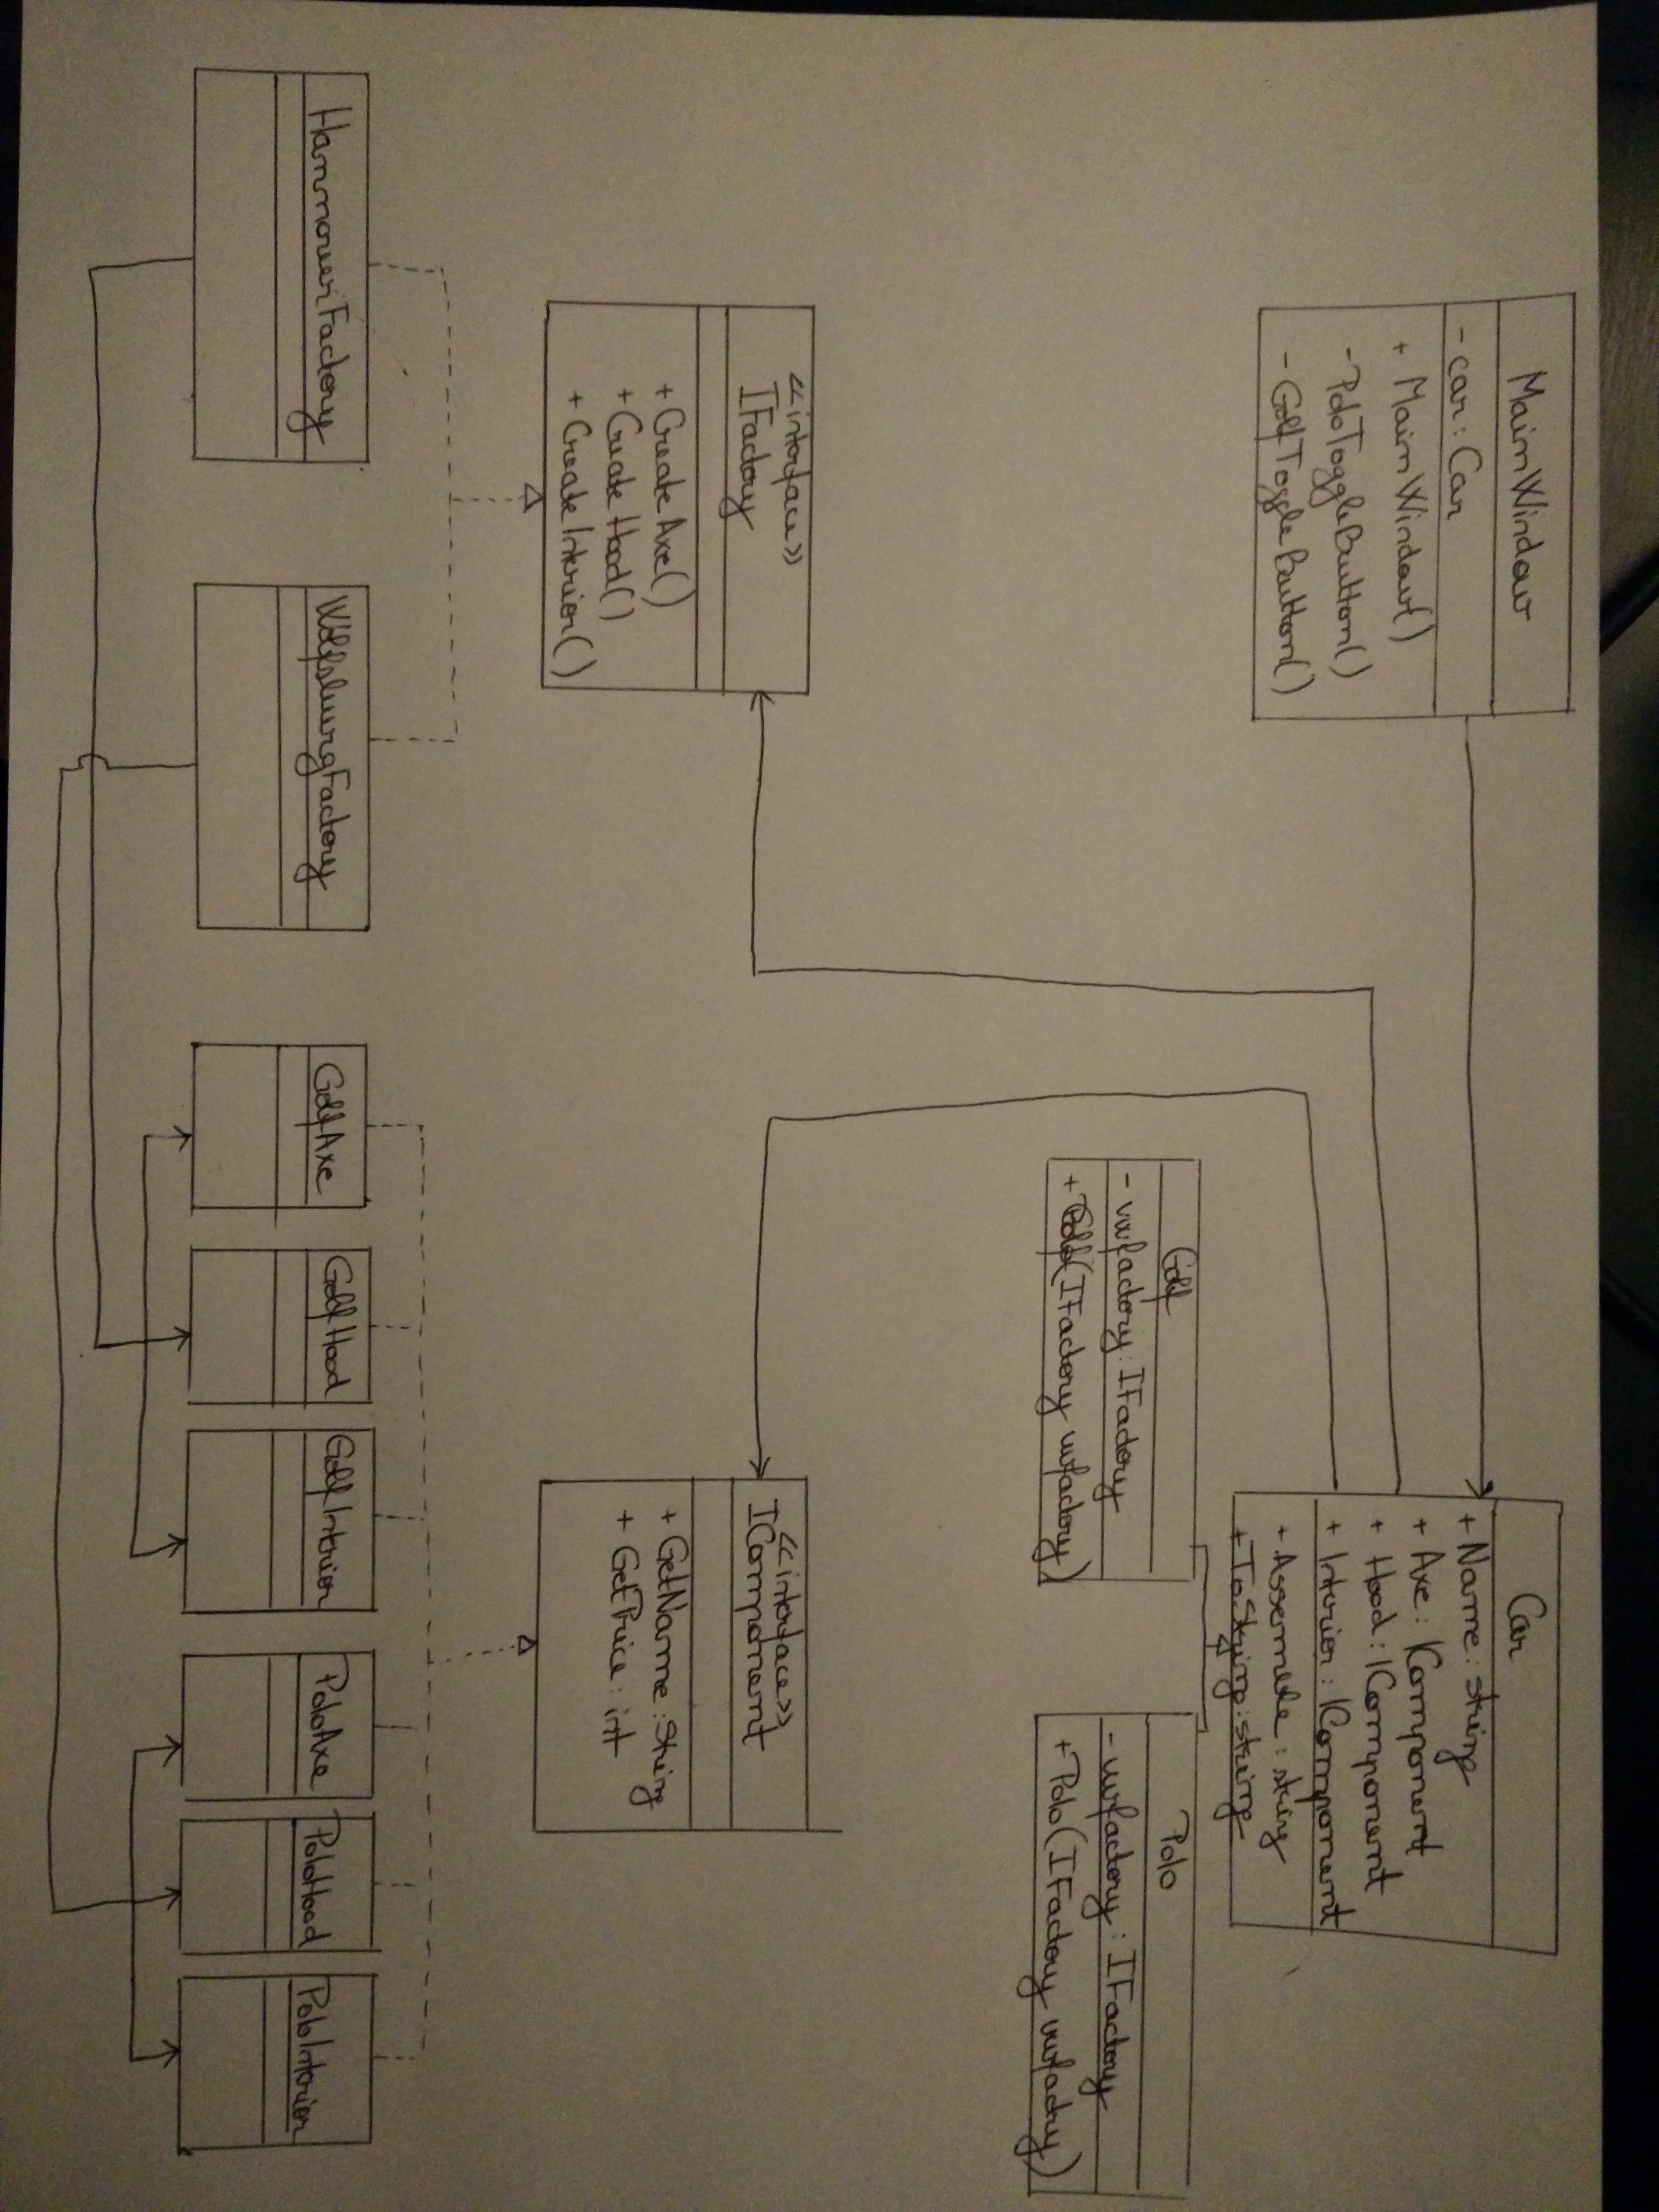 MainWindow
- car: Car
+ MainWindow()
- PoloToggleButton()
- GolfToggleButton()
Car
+ Name: string
+ Axe: IComponent
+ Hood: IComponent
+ Interior: IComponent
+ Assemble: string
+ ToString: string
Golf
- vwfactory: IFactory
+ Golf(IFactory vwfactory)
Polo
- vwfactory: IFactory
+ Polo(IFactory vwfactory)
<<interface>>
IFactory
+ CreateAxe()
+ CreateHood()
+ CreateInterior()
<<interface>>
IComponent
+ GetName: String
+ GetPrice: int
HannoverFactory
WolfsburgFactory
GolfAxe
GolfHood
GolfInterior
PoloAxe
PoloHood
PoloInterior